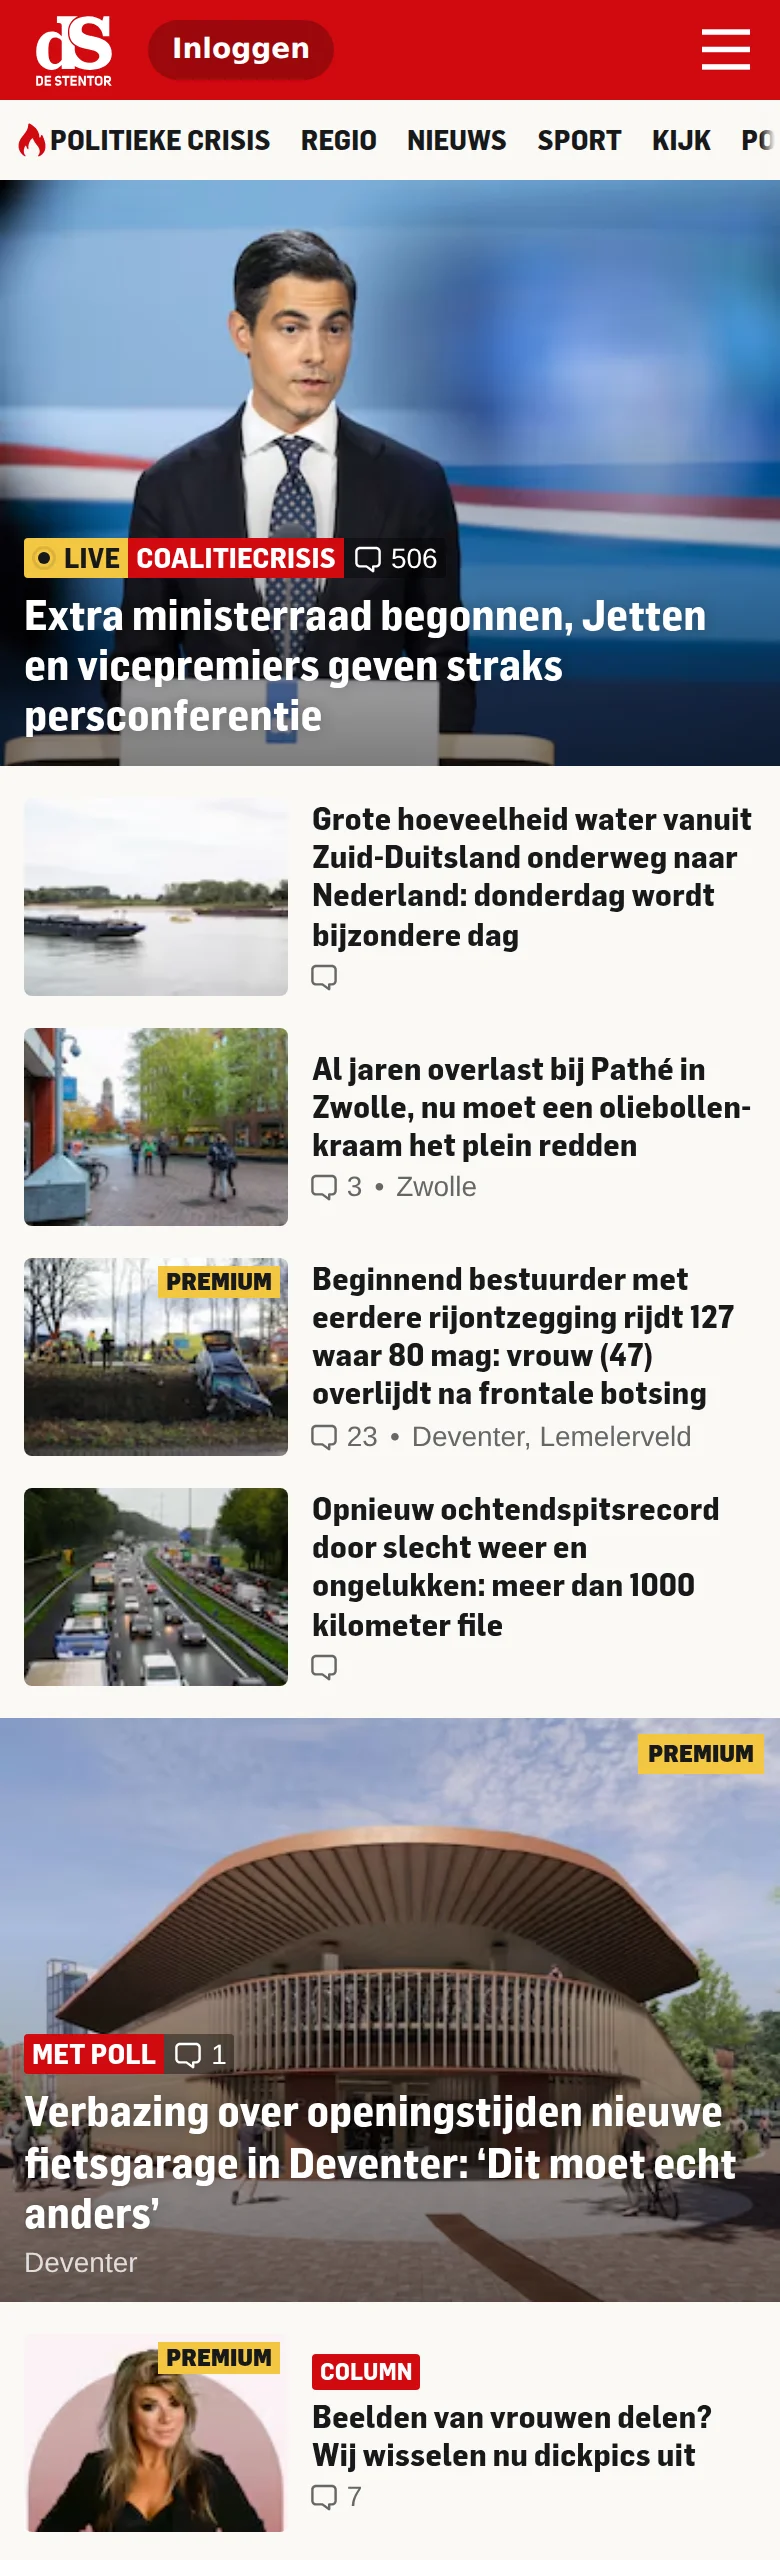 dS
DE STENTOR
Inloggen
POLITIEKE CRISIS REGIO NIEUWS SPORT KIJK PO
LIVE COALITIECRISIS 506
Extra ministerraad begonnen, Jetten
en vicepremiers geven straks
persconferentie
Grote hoeveelheid water vanuit
Zuid-Duitsland onderweg naar
Nederland: donderdag wordt
bijzondere dag
Al jaren overlast bij Pathé in
Zwolle, nu moet een oliebollen-
kraam het plein redden
3 • Zwolle
PREMIUM
Beginnend bestuurder met
eerdere rijontzegging rijdt 127
waar 80 mag: vrouw (47)
overlijdt na frontale botsing
23 • Deventer, Lemelerveld
Opnieuw ochtendspitsrecord
door slecht weer en
ongelukken: meer dan 1000
kilometer file
PREMIUM
MET POLL 1
Verbazing over openingstijden nieuwe
fietsgarage in Deventer: ‘Dit moet echt
anders’
Deventer
PREMIUM
COLUMN
Beelden van vrouwen delen?
Wij wisselen nu dickpics uit
7